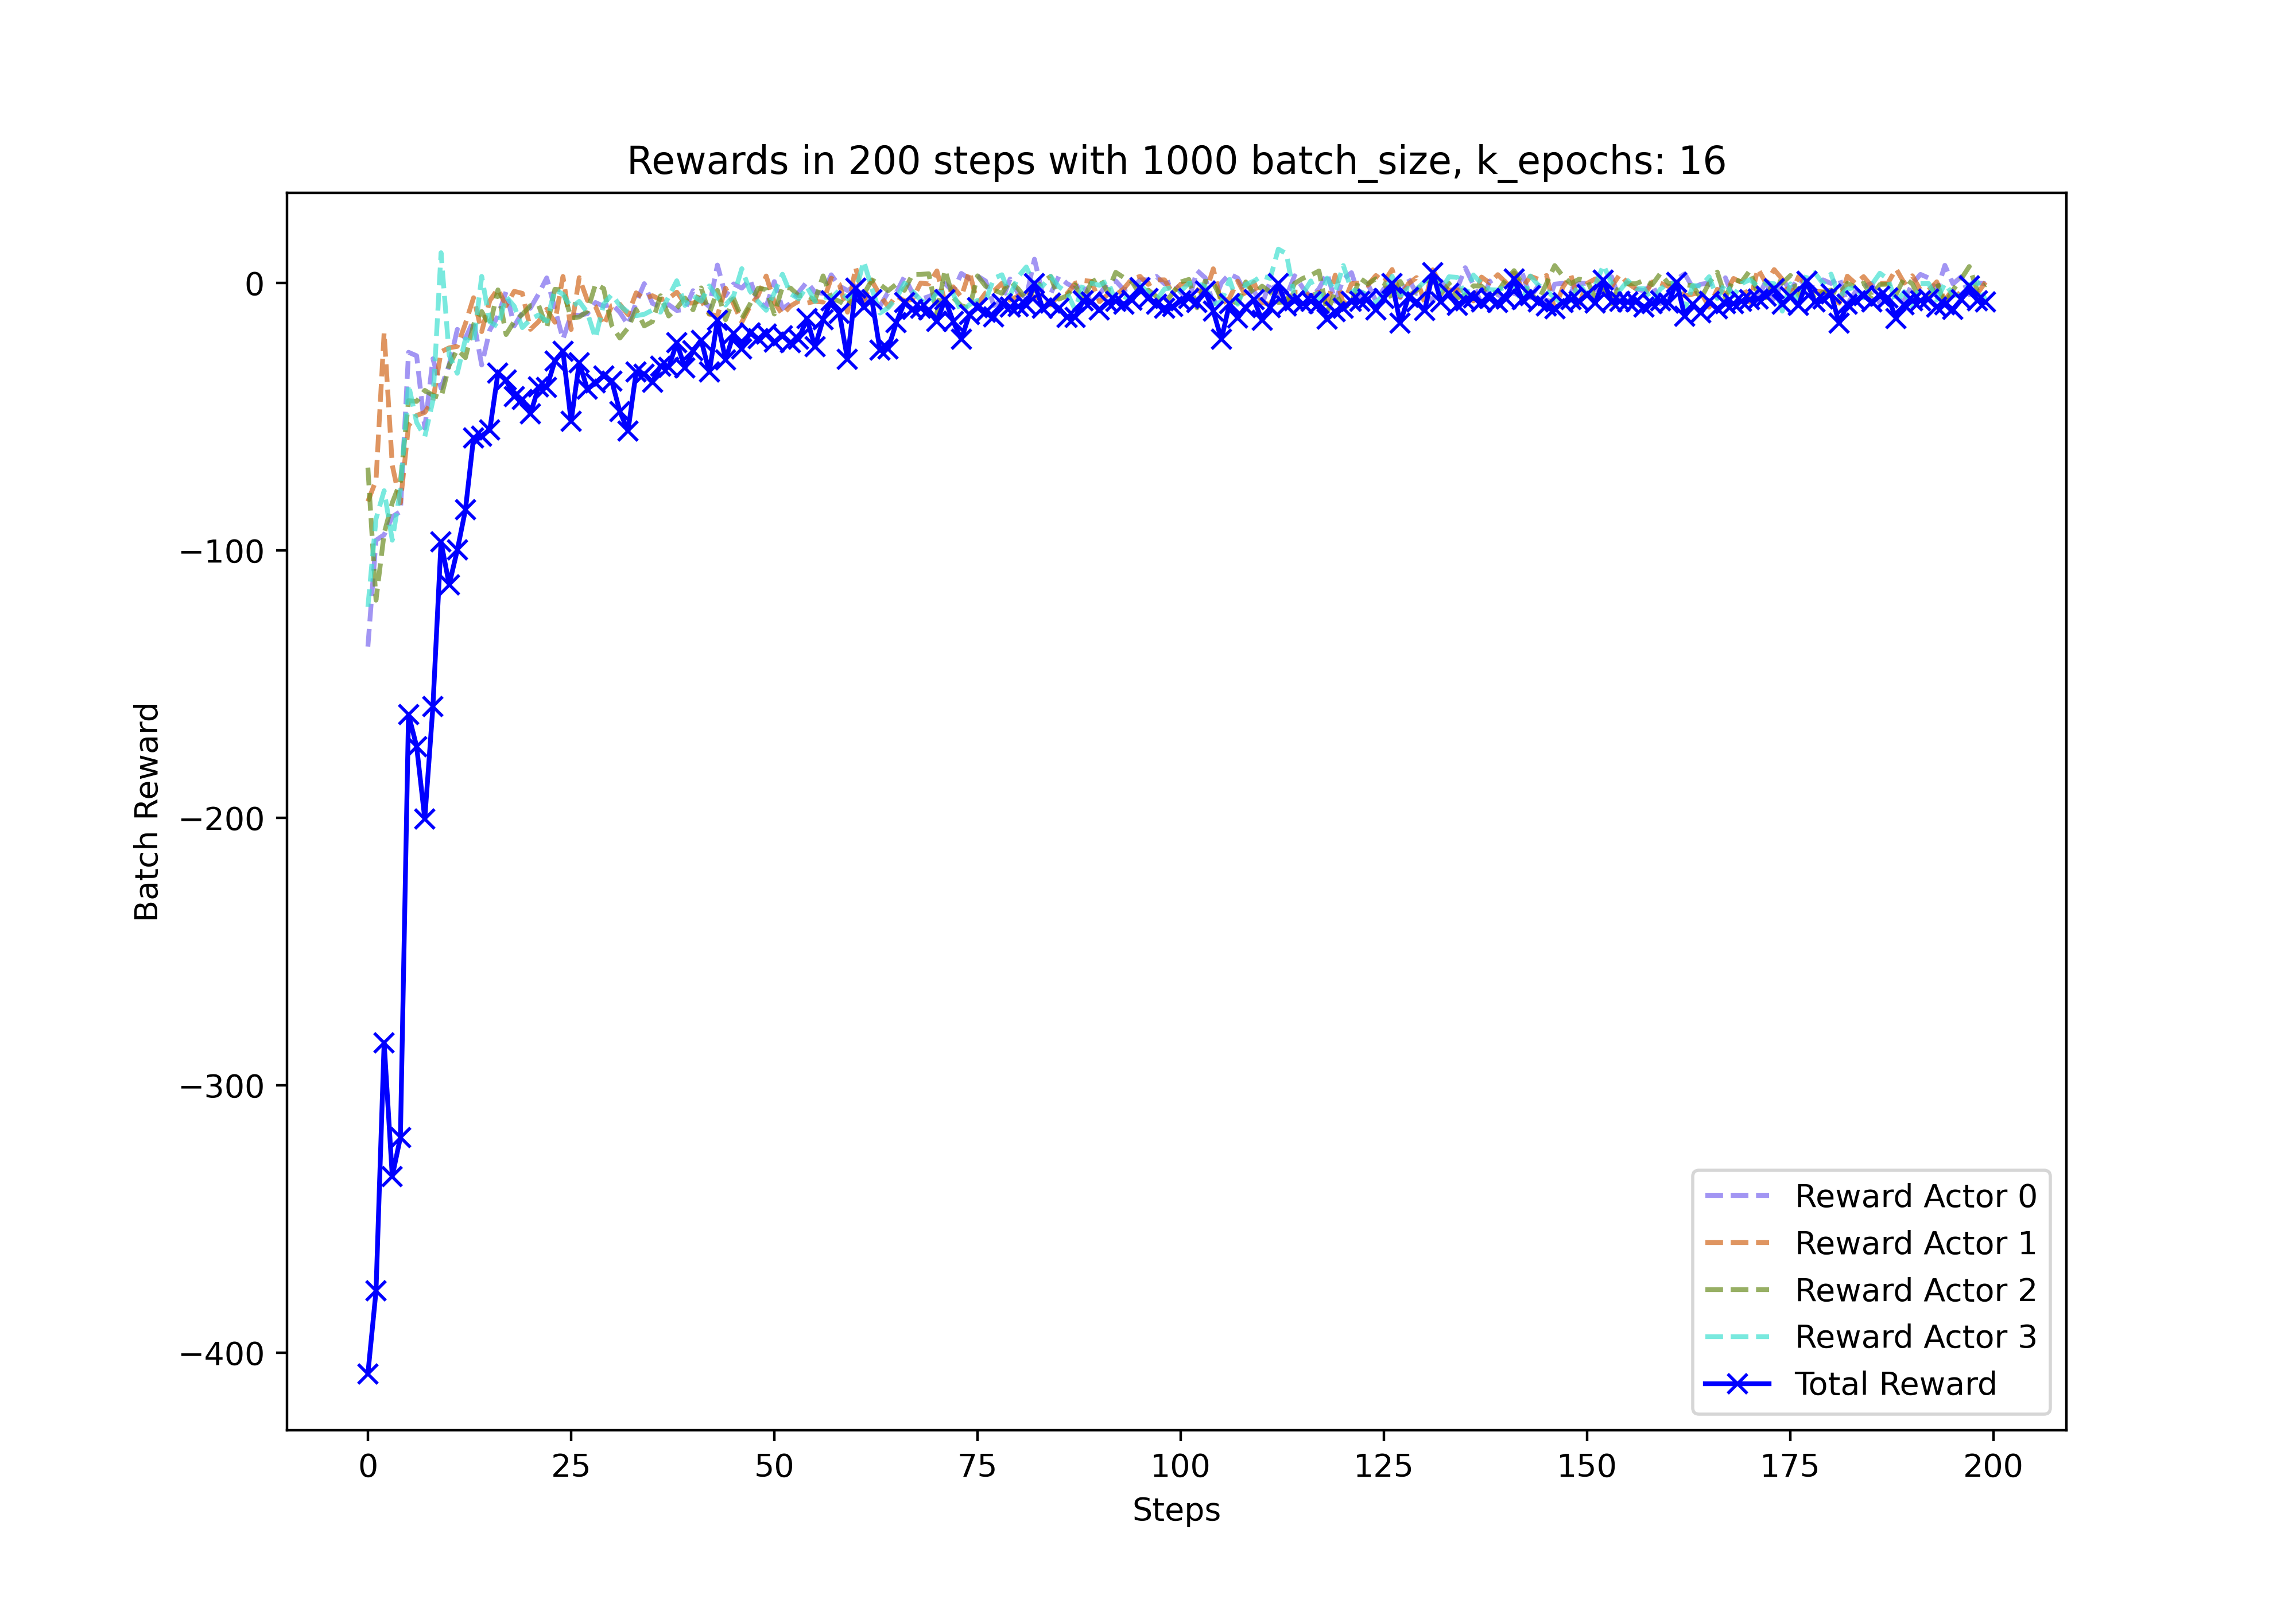 Rewards in 200 steps with 1000 batch_size, k_epochs: 16
Batch Reward
0
−100
−200
−300
−400
Reward Actor 0
Reward Actor 1
Reward Actor 2
Reward Actor 3
Total Reward
0 25 50 75 100 125 150 175 200
Steps